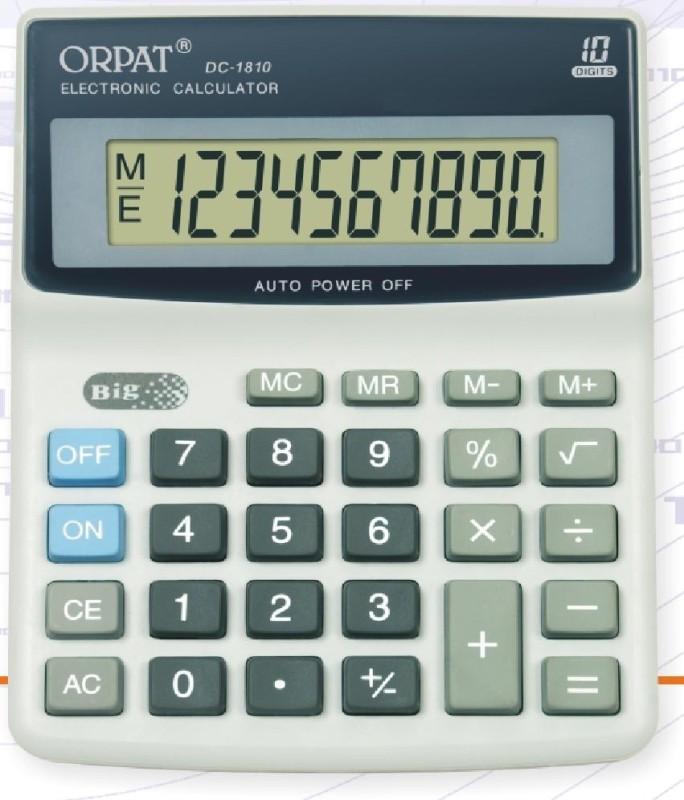 ORPAT® DC-1810
10
DIGITS
ELECTRONIC CALCULATOR
M
E
1234567890.
AUTO POWER OFF
Big
MC MR M- M+
OFF 7 8 9 % √
ON 4 5 6 × ÷
CE 1 2 3 −
+
AC 0 • +/− =